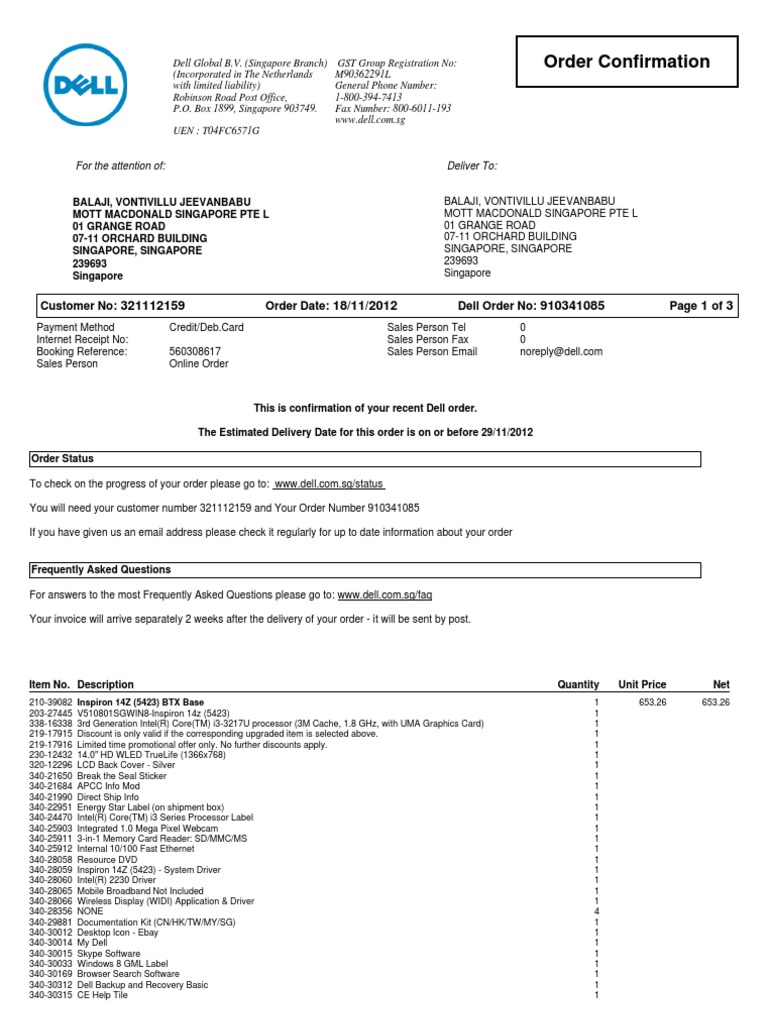 DELL
Dell Global B.V. (Singapore Branch)
(Incorporated in The Netherlands
with limited liability)
Robinson Road Post Office,
P.O. Box 1899, Singapore 903749.
UEN : T04FC6571G
GST Group Registration No:
M90362291L
General Phone Number:
1-800-394-7413
Fax Number: 800-6011-193
www.dell.com.sg
Order Confirmation
For the attention of:
BALAJI, VONTIVILLU JEEVANBABU
MOTT MACDONALD SINGAPORE PTE L
01 GRANGE ROAD
07-11 ORCHARD BUILDING
SINGAPORE, SINGAPORE
239693
Singapore
Deliver To:
BALAJI, VONTIVILLU JEEVANBABU
MOTT MACDONALD SINGAPORE PTE L
01 GRANGE ROAD
07-11 ORCHARD BUILDING
SINGAPORE, SINGAPORE
239693
Singapore
Customer No: 321112159 Order Date: 18/11/2012 Dell Order No: 910341085 Page 1 of 3
Payment Method Credit/Deb.Card Sales Person Tel 0
Internet Receipt No: Sales Person Fax 0
Booking Reference: 560308617 Sales Person Email noreply@dell.com
Sales Person Online Order
This is confirmation of your recent Dell order.
The Estimated Delivery Date for this order is on or before 29/11/2012
Order Status
To check on the progress of your order please go to: www.dell.com.sg/status
You will need your customer number 321112159 and Your Order Number 910341085
If you have given us an email address please check it regularly for up to date information about your order
Frequently Asked Questions
For answers to the most Frequently Asked Questions please go to: www.dell.com.sg/faq
Your invoice will arrive separately 2 weeks after the delivery of your order - it will be sent by post.
Item No. Description Quantity Unit Price Net
210-39082 Inspiron 14Z (5423) BTX Base 1 653.26 653.26
203-27445 V510801SGWIN8-Inspiron 14z (5423) 1
338-16338 3rd Generation Intel(R) Core(TM) i3-3217U processor (3M Cache, 1.8 GHz, with UMA Graphics Card) 1
219-17915 Discount is only valid if the corresponding upgraded item is selected above. 1
219-17916 Limited time promotional offer only. No further discounts apply. 1
230-12432 14.0" HD WLED TrueLife (1366x768) 1
320-12296 LCD Back Cover - Silver 1
340-21650 Break the Seal Sticker 1
340-21684 APCC Info Mod 1
340-21990 Direct Ship Info 1
340-22951 Energy Star Label (on shipment box) 1
340-24470 Intel(R) Core(TM) i3 Series Processor Label 1
340-25903 Integrated 1.0 Mega Pixel Webcam 1
340-25911 3-in-1 Memory Card Reader: SD/MMC/MS 1
340-25912 Internal 10/100 Fast Ethernet 1
340-28058 Resource DVD 1
340-28059 Inspiron 14Z (5423) - System Driver 1
340-28060 Intel(R) 2230 Driver 1
340-28065 Mobile Broadband Not Included 1
340-28066 Wireless Display (WIDI) Application & Driver 1
340-28356 NONE 4
340-29881 Documentation Kit (CN/HK/TW/MY/SG) 1
340-30012 Desktop Icon - Ebay 1
340-30014 My Dell 1
340-30015 Skype Software 1
340-30033 Windows 8 GML Label 1
340-30169 Browser Search Software 1
340-30312 Dell Backup and Recovery Basic 1
340-30315 CE Help Tile 1